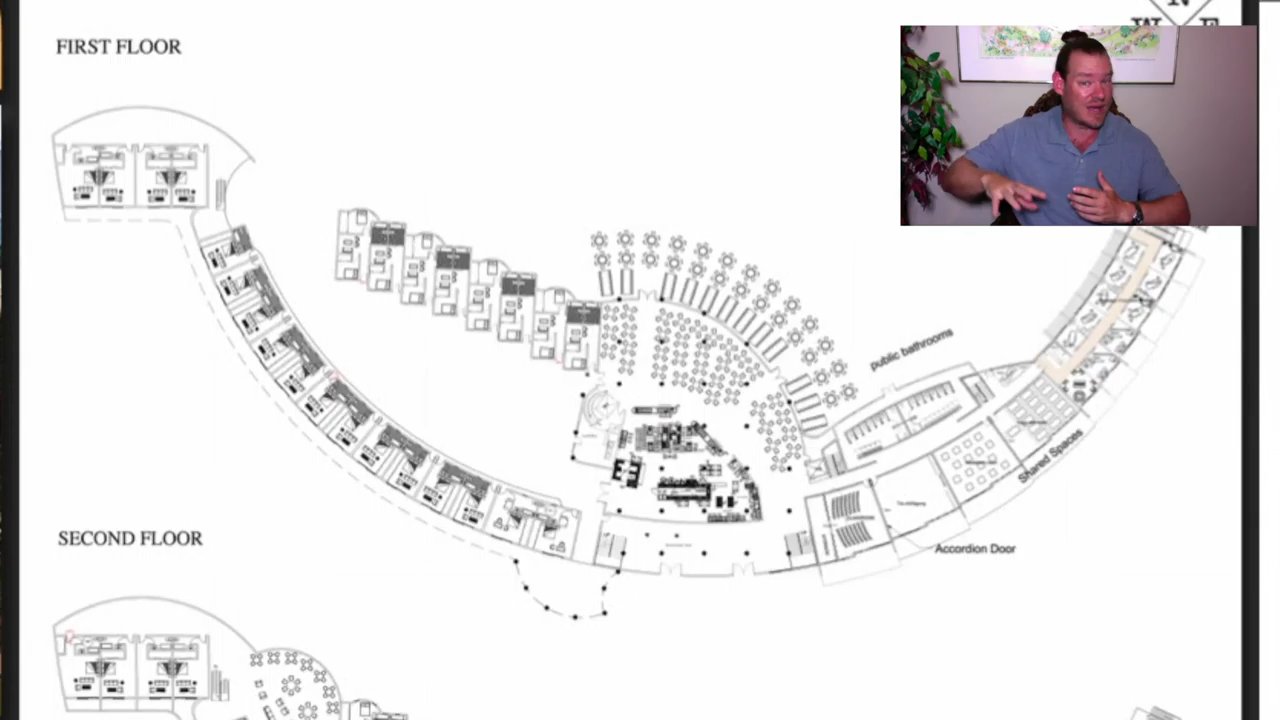 N
W E
FIRST FLOOR
public bathrooms
Shared Spaces
Accordion Door
SECOND FLOOR